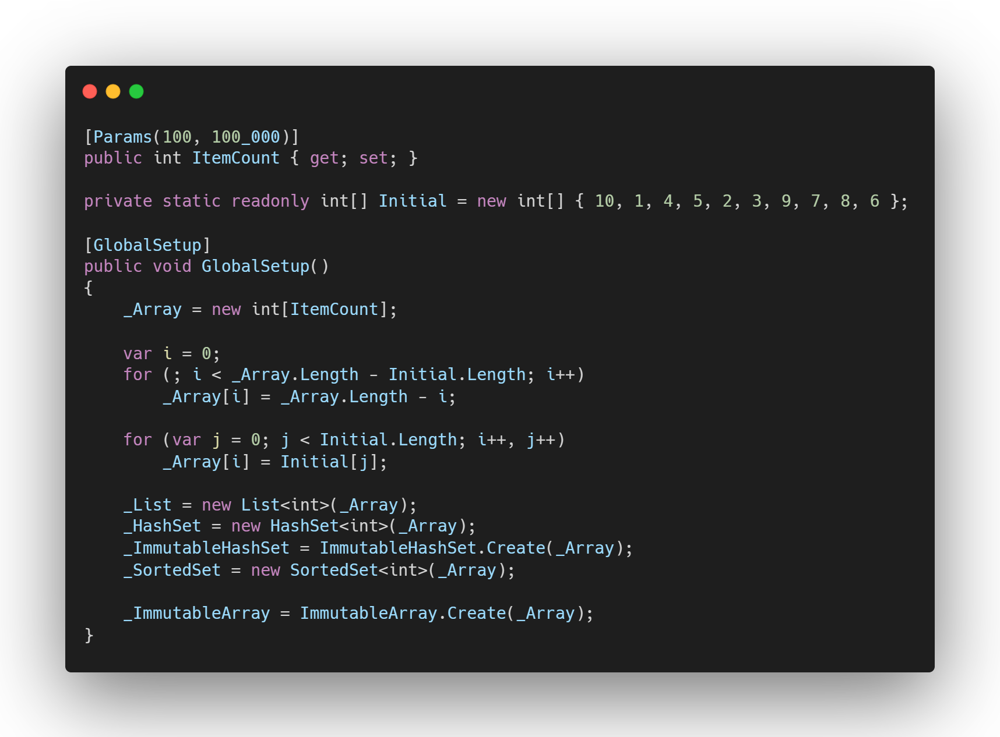 [Params(100, 100_000)]
public int ItemCount { get; set; }
private static readonly int[] Initial = new int[] { 10, 1, 4, 5, 2, 3, 9, 7, 8, 6 };
[GlobalSetup]
public void GlobalSetup()
{
    _Array = new int[ItemCount];
    var i = 0;
    for (; i < _Array.Length - Initial.Length; i++)
        _Array[i] = _Array.Length - i;
    for (var j = 0; j < Initial.Length; i++, j++)
        _Array[i] = Initial[j];
    _List = new List<int>(_Array);
    _HashSet = new HashSet<int>(_Array);
    _ImmutableHashSet = ImmutableHashSet.Create(_Array);
    _SortedSet = new SortedSet<int>(_Array);
    _ImmutableArray = ImmutableArray.Create(_Array);
}